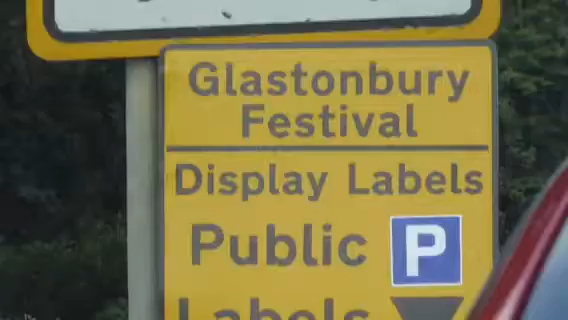 Glastonbury
Festival
Display Labels
Public P
Labels